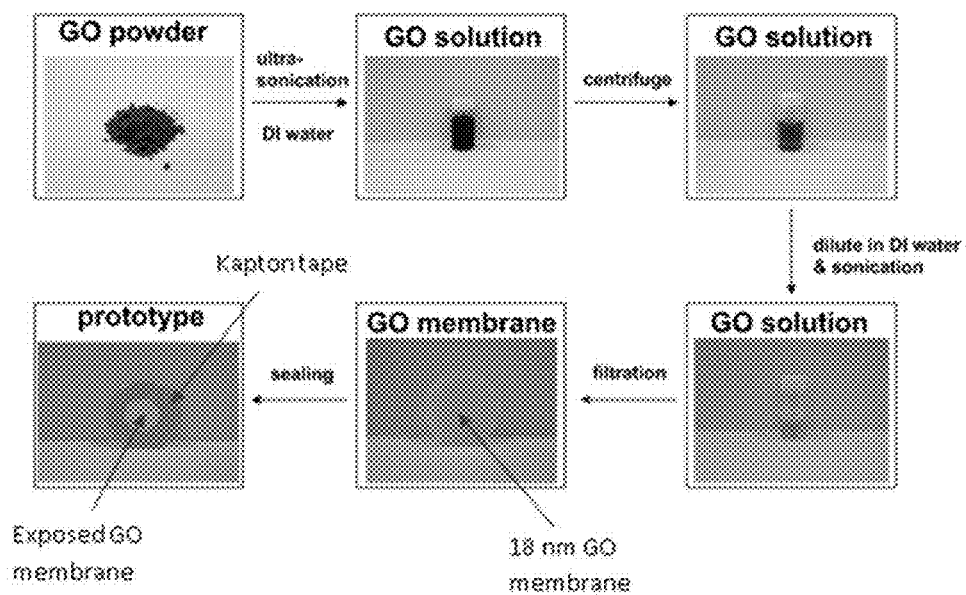 GO powder
ultra-
sonication
DI water
GO solution
centrifuge
GO solution
dilute in DI water
& sonication
GO solution
filtration
GO membrane
18 nm GO
membrane
sealing
prototype
Kapton tape
Exposed GO
membrane